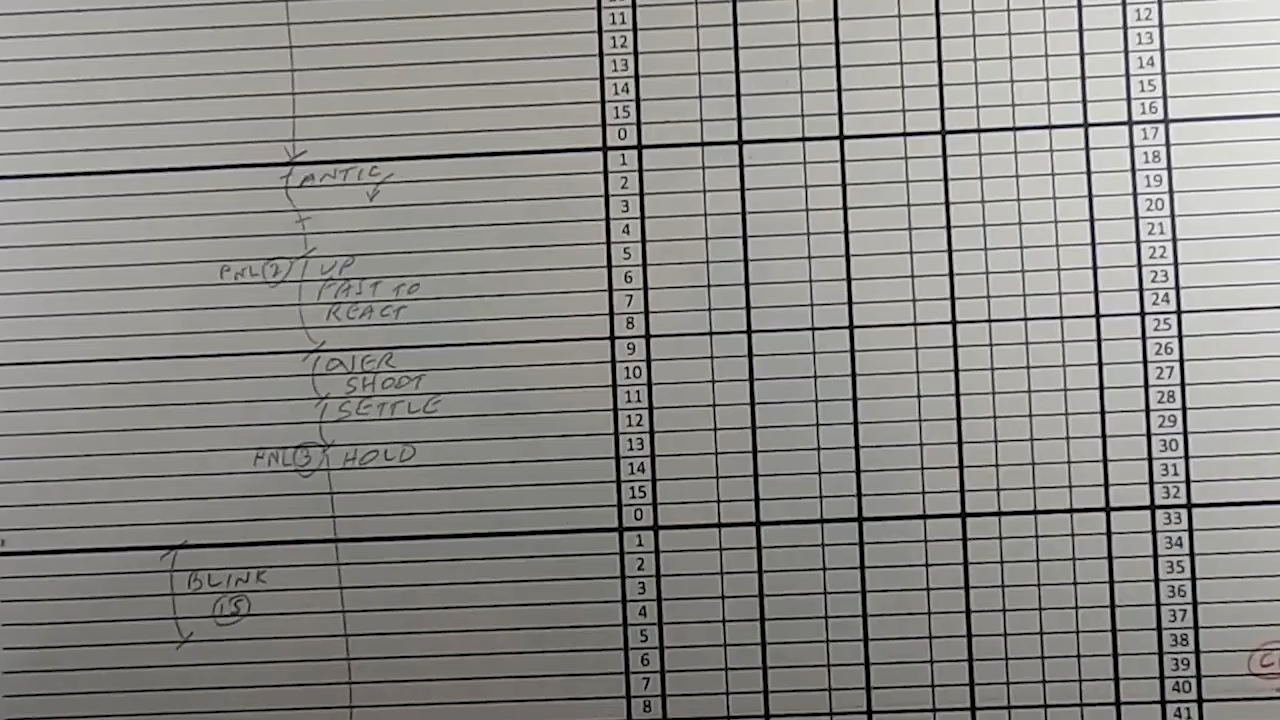 11 12
12 13
13 14
14 15
15 16
0 17
ANTIC 1 18
2 19
3 20
4 21
PNL 2 UP 5 22
FAST TO 6 23
REACT 7 24
8 25
OVER 9 26
SHOOT 10 27
SETTLE 11 28
12 29
PNL 3 HOLD 13 30
14 31
15 32
0 33
1 34
BLINK 2 35
15 3 36
4 37
5 38
6 39
7 40
8 41